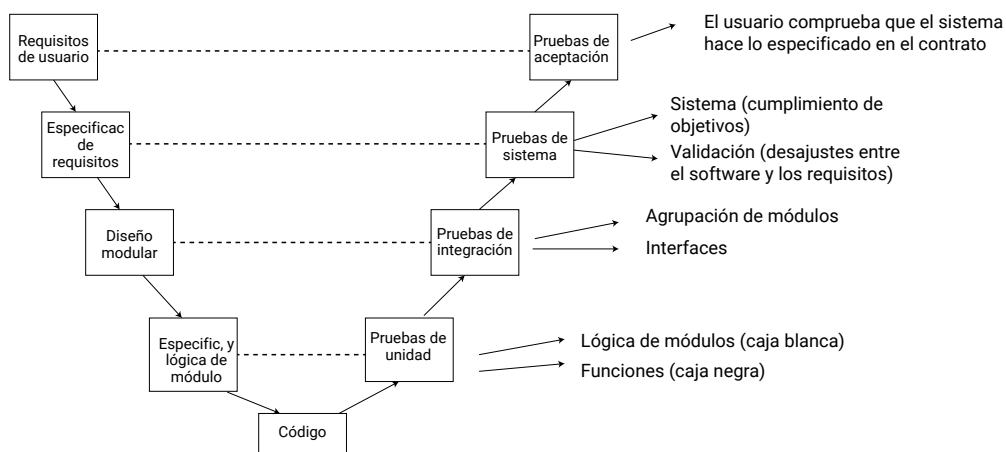 Requisitos
de usuario
Pruebas de
aceptación
El usuario comprueba que el sistema
hace lo especificado en el contrato
Especificac
de
requisitos
Pruebas de
sistema
Sistema (cumplimiento de
objetivos)
Validación (desajustes entre
el software y los requisitos)
Diseño
modular
Pruebas de
integración
Agrupación de módulos
Interfaces
Especific, y
lógica de
módulo
Pruebas de
unidad
Lógica de módulos (caja blanca)
Funciones (caja negra)
Código